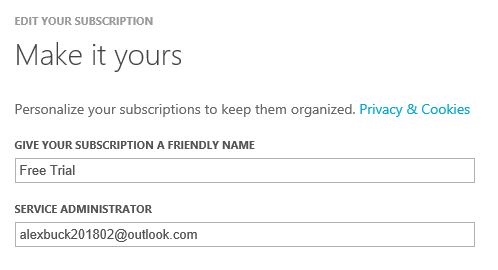 EDIT YOUR SUBSCRIPTION
Make it yours
Personalize your subscriptions to keep them organized. Privacy & Cookies
GIVE YOUR SUBSCRIPTION A FRIENDLY NAME
Free Trial
SERVICE ADMINISTRATOR
alexbuck201802@outlook.com